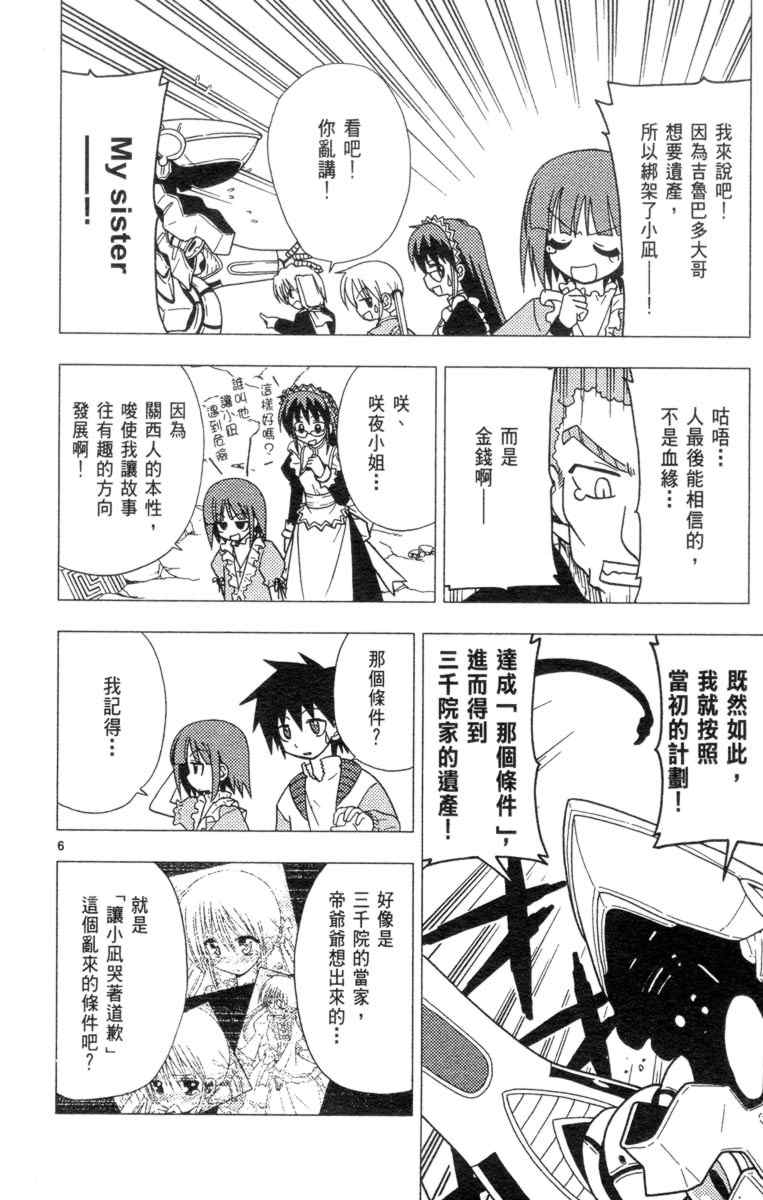 我來說吧！
因為吉魯巴多大哥
想要遺產，
所以綁架了小凪──！
看吧！
你亂講！
My sister
──！
咕唔…
人最後能相信的，
不是血緣…
而是
金錢啊──
咲、
咲夜小姐…
這樣好嗎？
誰叫他
讓小凪
遇到危險
因為
關西人的本性，
唆使我讓故事
往有趣的方向
發展啊！
既然如此，
我就按照
當初的計劃！
達成「那個條件」，
進而得到
三千院家的遺產！
那個條件？
我記得…
好像是
三千院的當家，
帝爺爺想出來的…
就是
「讓小凪哭著道歉」
這個亂來的條件吧？
6